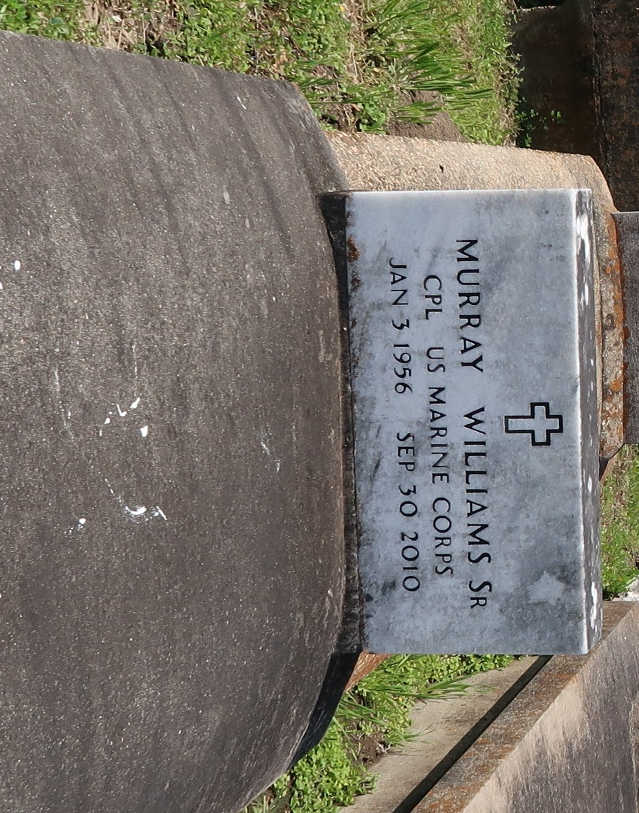 MURRAY WILLIAMS SR
CPL US MARINE CORPS
JAN 3 1956 SEP 30 2010